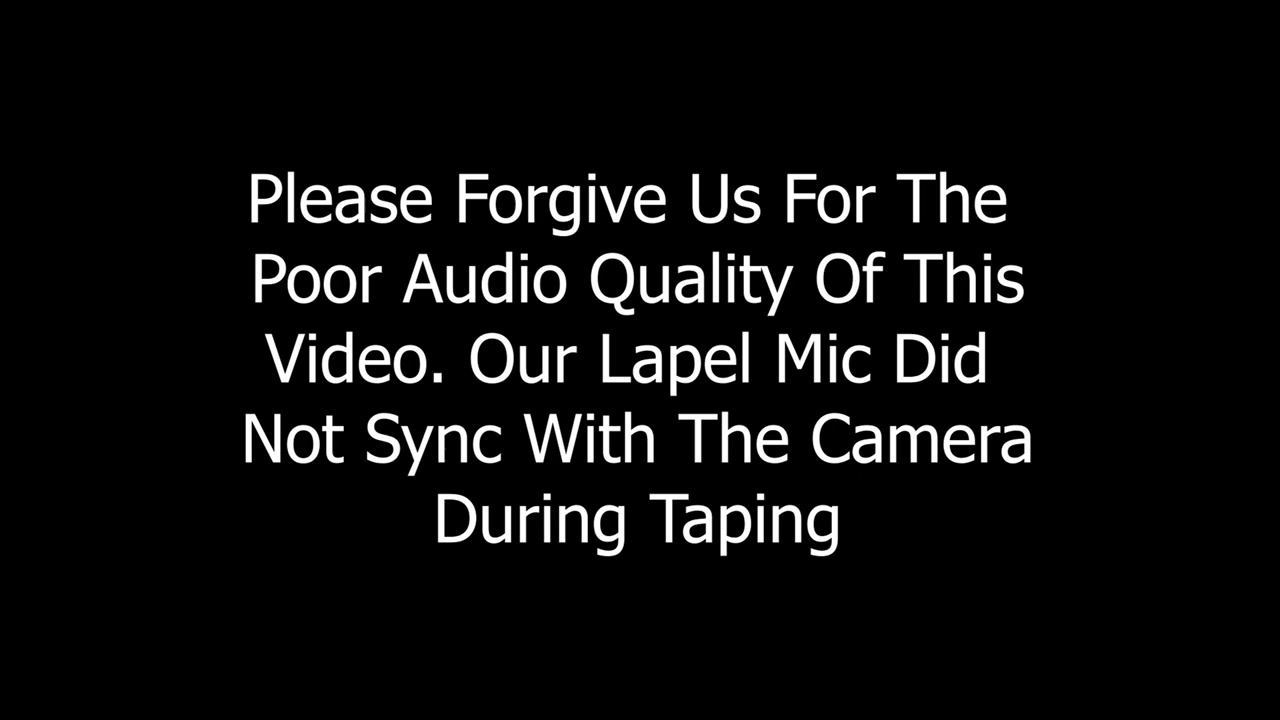 Please Forgive Us For The
Poor Audio Quality Of This
Video. Our Lapel Mic Did
Not Sync With The Camera
During Taping